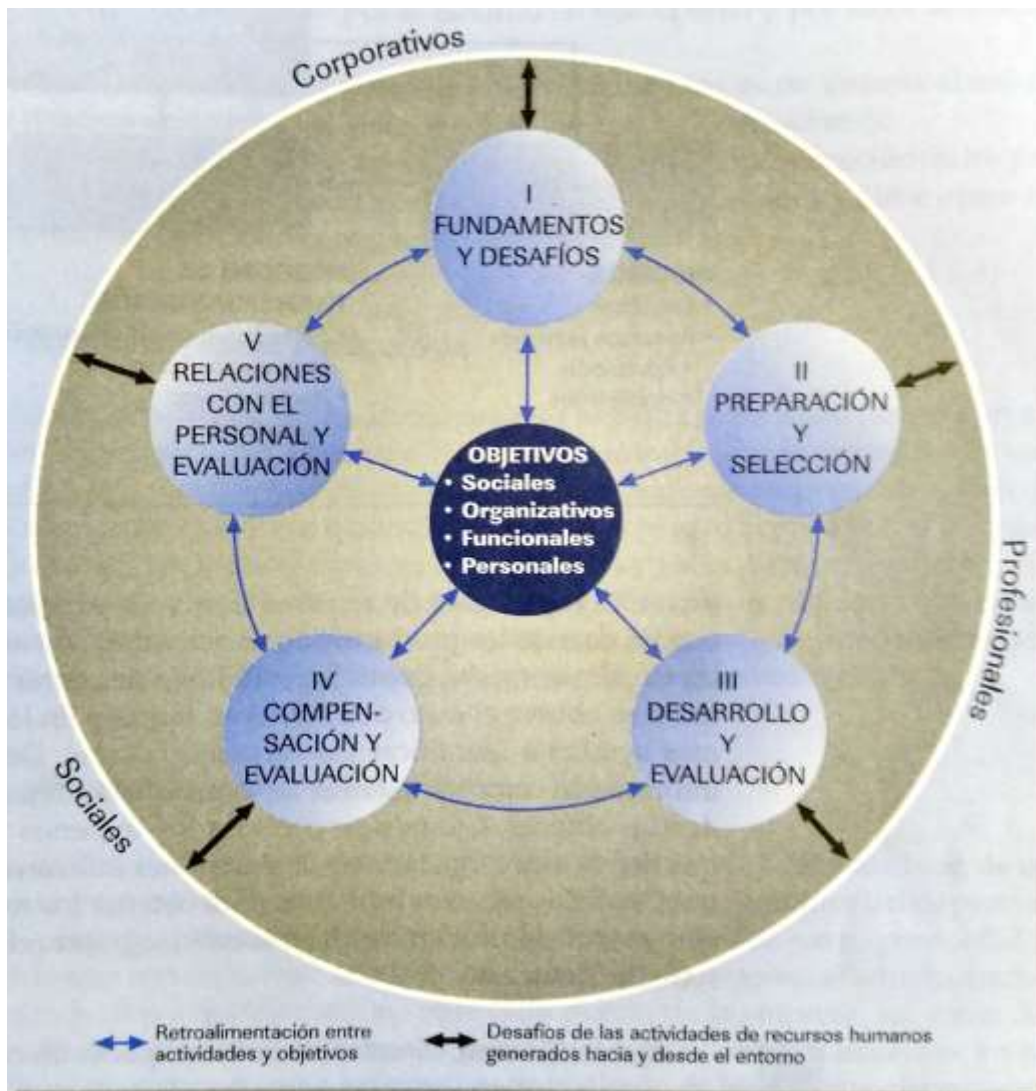 Corporativos
I
FUNDAMENTOS
Y DESAFÍOS
V
RELACIONES
CON EL
PERSONAL Y
EVALUACIÓN
II
PREPARACIÓN
Y
SELECCIÓN
OBJETIVOS
• Sociales
• Organizativos
• Funcionales
• Personales
Profesionales
IV
COMPEN-
SACIÓN Y
EVALUACIÓN
III
DESARROLLO
Y
EVALUACIÓN
Sociales
Retroalimentación entre
actividades y objetivos
Desafíos de las actividades de recursos humanos
generados hacia y desde el entorno